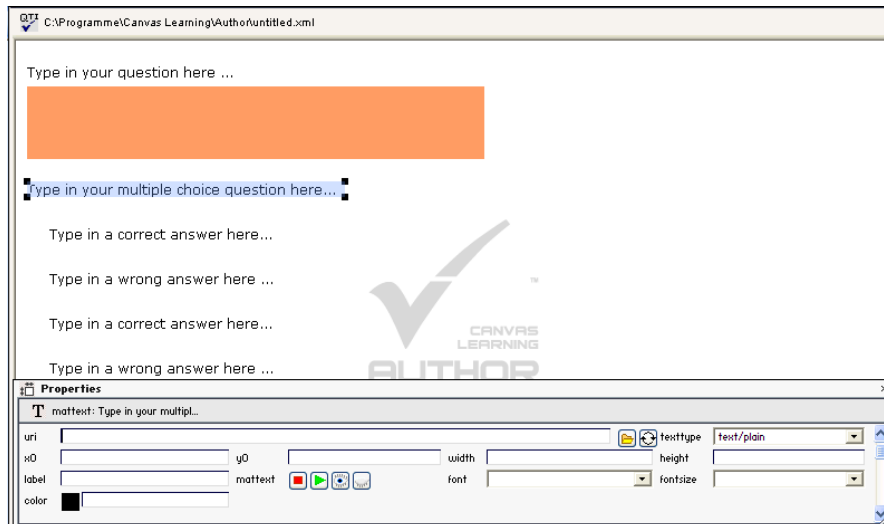 QTI C:\Programme\Canvas Learning\Author\untitled.xml
Type in your question here ...
Type in your multiple choice question here...
Type in a correct answer here...
Type in a wrong answer here ...
Type in a correct answer here...
Type in a wrong answer here ...
CANVAS
LEARNING
AUTHOR
TM
Properties
T mattext: Type in your multipl...
uri texttype text/plain
x0 y0 width height
label mattext font fontsize
color